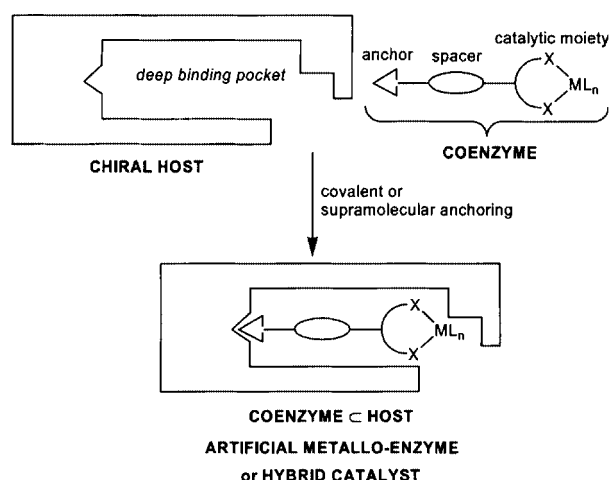 catalytic moiety
anchor spacer
deep binding pocket
X
MLn
X
COENZYME
CHIRAL HOST
covalent or
supramolecular anchoring
X
MLn
X
COENZYME ⊂ HOST
ARTIFICIAL METALLO-ENZYME
or HYBRID CATALYST